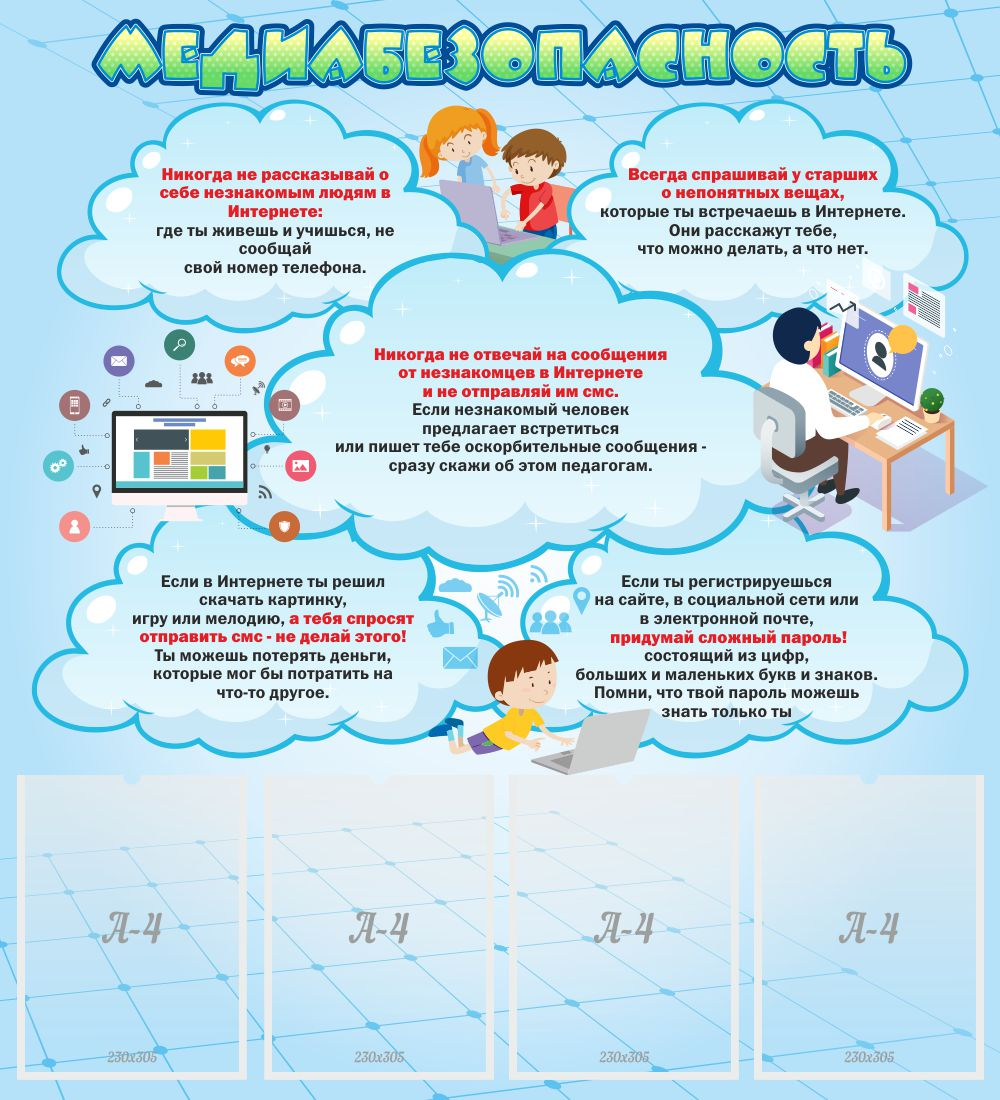 МЕДИАБЕЗОПАСНОСТЬ
Никогда не рассказывай о
себе незнакомым людям в
Интернете:
где ты живешь и учишься, не
сообщай
свой номер телефона.
Всегда спрашивай у старших
о непонятных вещах,
которые ты встречаешь в Интернете.
Они расскажут тебе,
что можно делать, а что нет.
Никогда не отвечай на сообщения
от незнакомцев в Интернете
и не отправляй им смс.
Если незнакомый человек
предлагает встретиться
или пишет тебе оскорбительные сообщения -
сразу скажи об этом педагогам.
Если в Интернете ты решил
скачать картинку,
игру или мелодию, а тебя спросят
отправить смс - не делай этого!
Ты можешь потерять деньги,
которые мог бы потратить на
что-то другое.
Если ты регистрируешься
на сайте, в социальной сети или
в электронной почте,
придумай сложный пароль!
состоящий из цифр,
больших и маленьких букв и знаков.
Помни, что твой пароль можешь
знать только ты
А-4
А-4
А-4
А-4
230х305
230х305
230х305
230х305